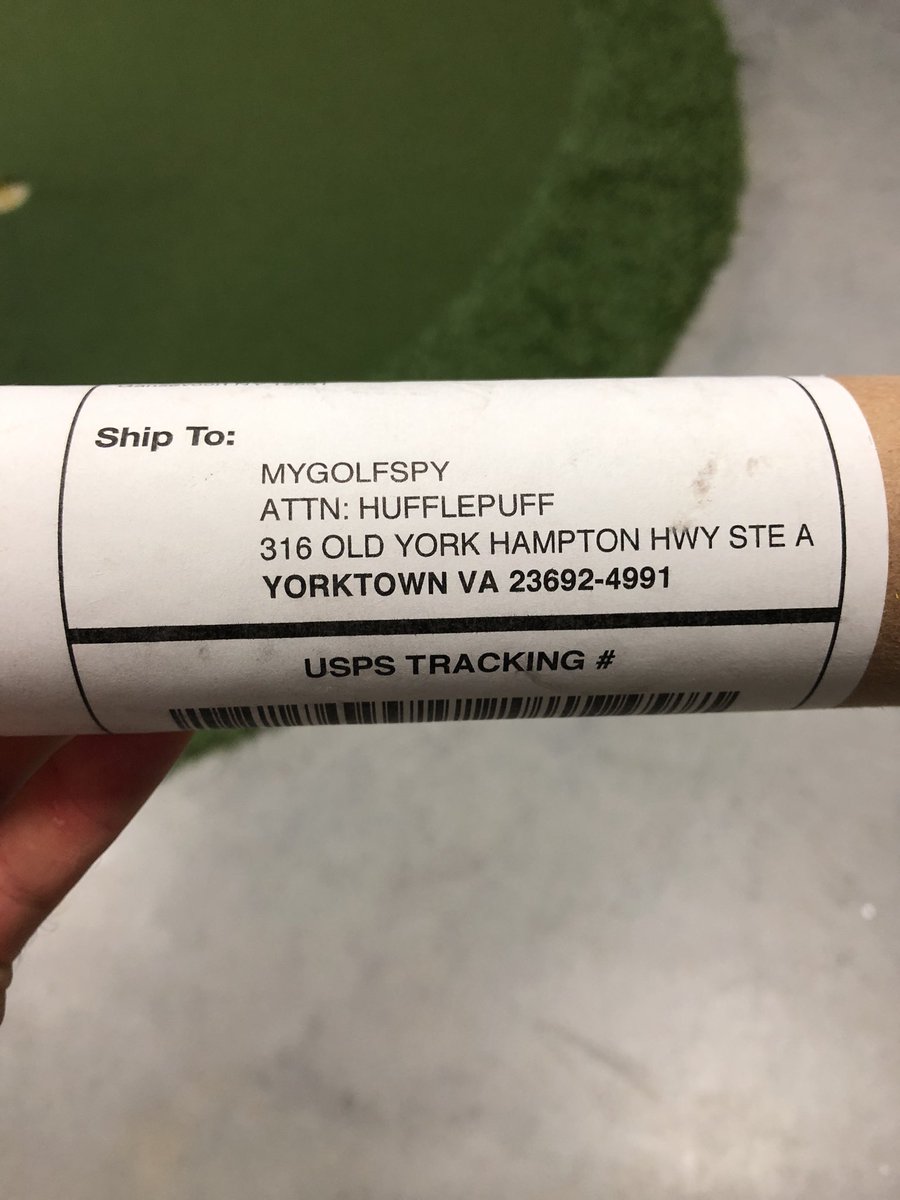 Ship To:
MYGOLFSPY
ATTN: HUFFLEPUFF
316 OLD YORK HAMPTON HWY STE A
YORKTOWN VA 23692-4991
USPS TRACKING #